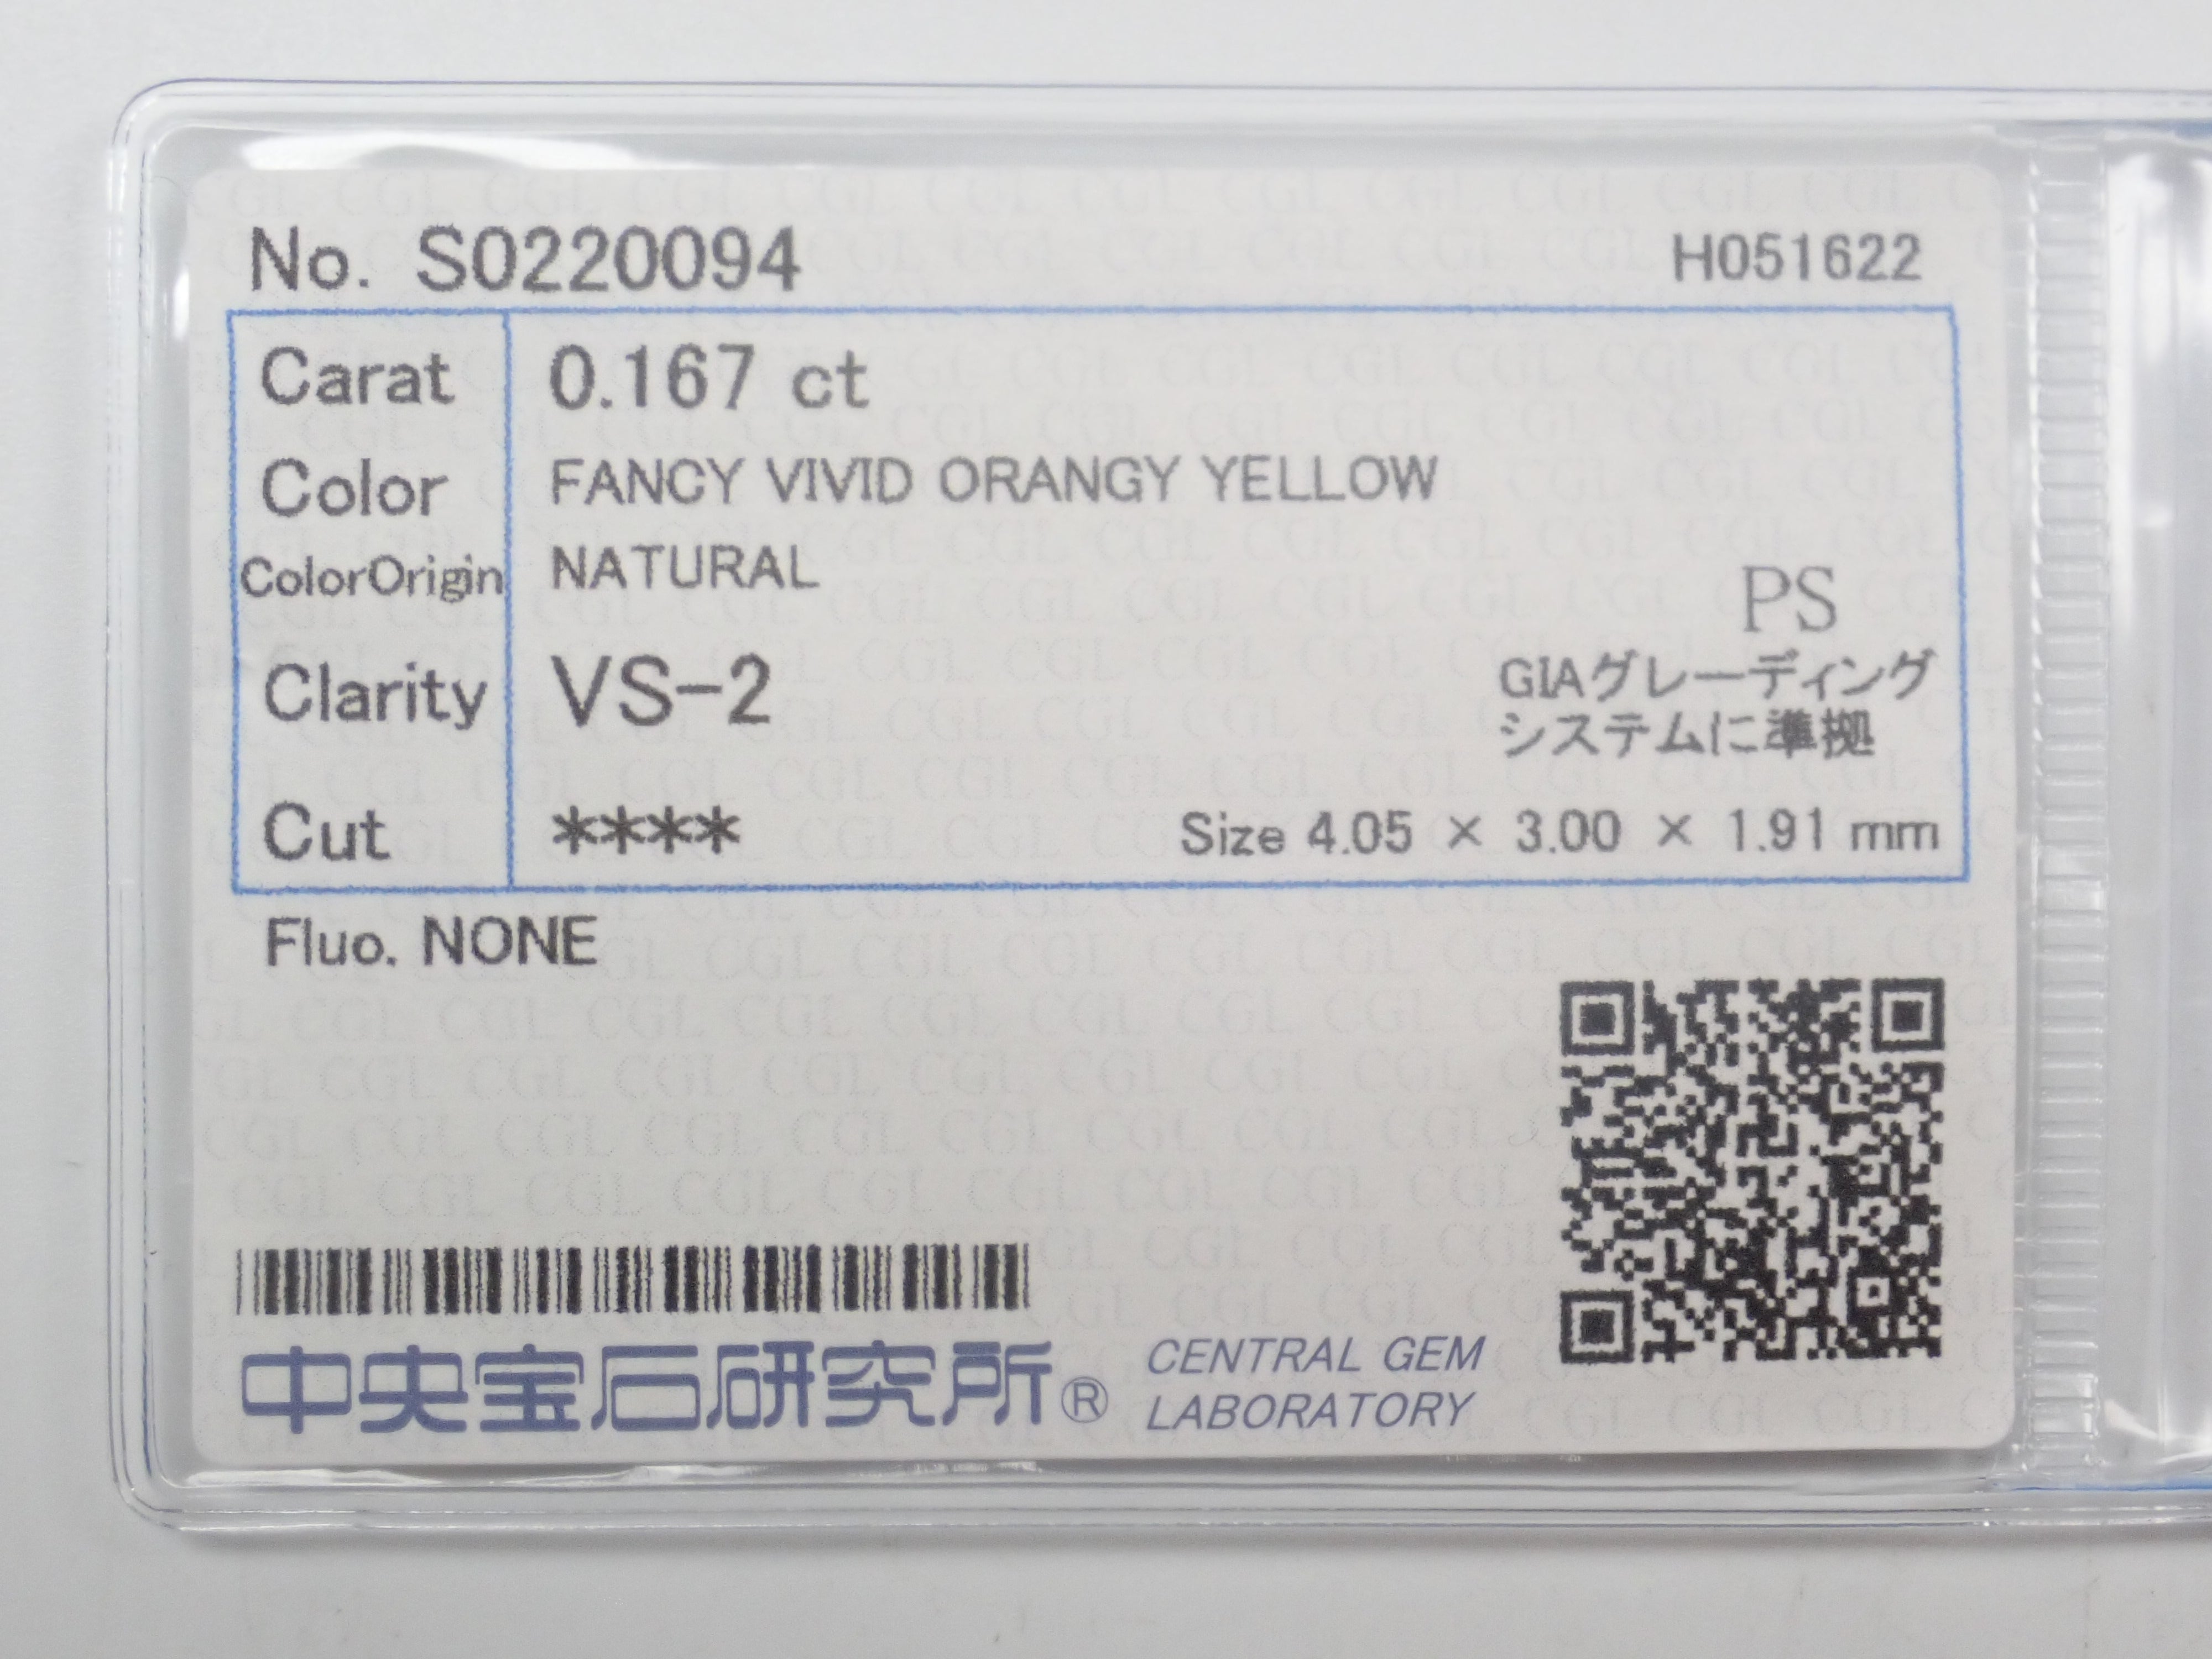 No. S0220094
H051622
Carat 0.167 ct
Color FANCY VIVID ORANGY YELLOW
ColorOrigin NATURAL
PS
Clarity VS-2
GIAグレーディング
システムに準拠
Cut ****
Size 4.05 × 3.00 × 1.91 mm
Fluo. NONE
中央宝石研究所®
CENTRAL GEM
LABORATORY